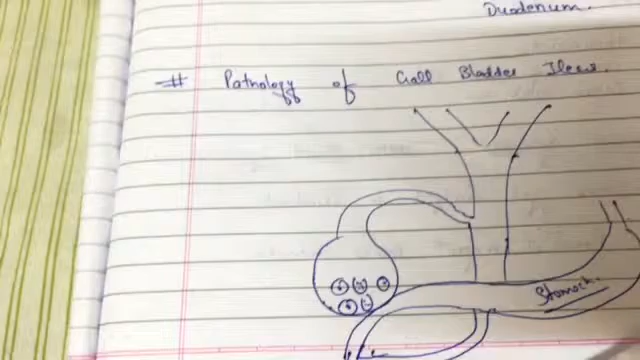 Duodenum.
# Pathology of Gall Bladder Ileus.
Stomach.